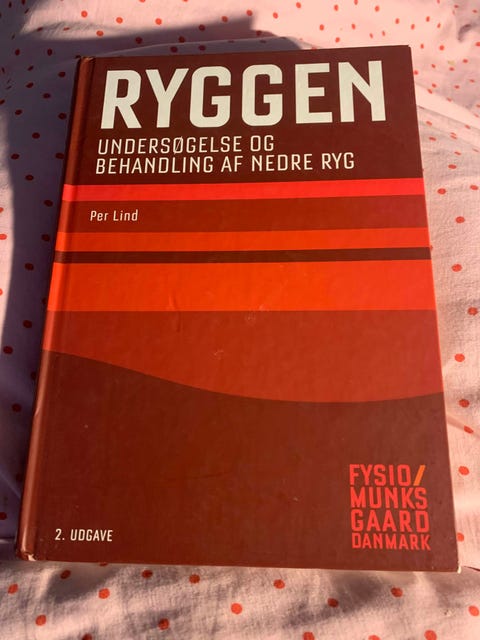 RYGGEN
UNDERSØGELSE OG
BEHANDLING AF NEDRE RYG
Per Lind
2. UDGAVE
FYSIO/
MUNKS
GAARD
DANMARK